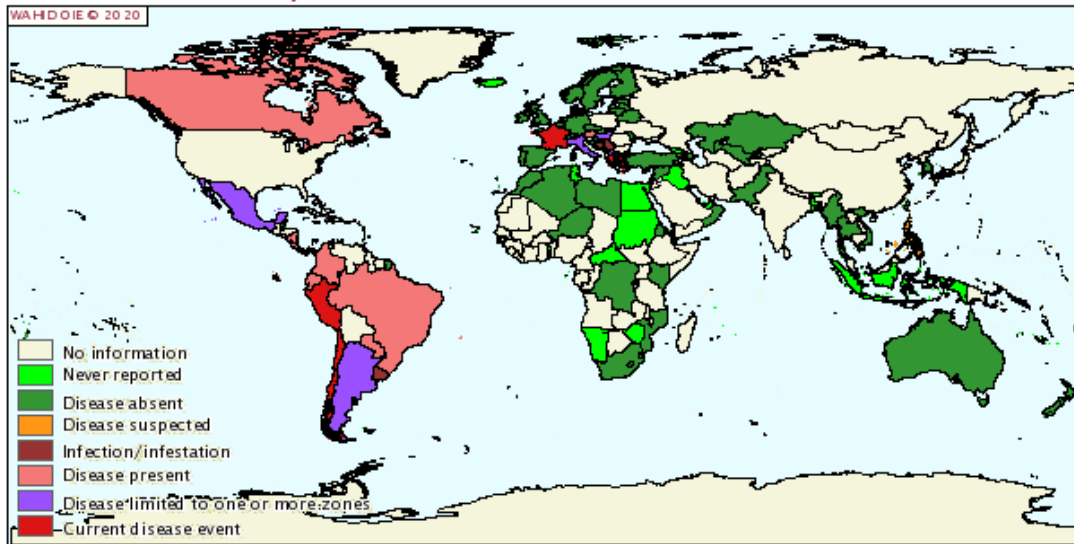 WAHID OIE © 2020
No information
Never reported
Disease absent
Disease suspected
Infection/infestation
Disease present
Disease limited to one or more zones
Current disease event